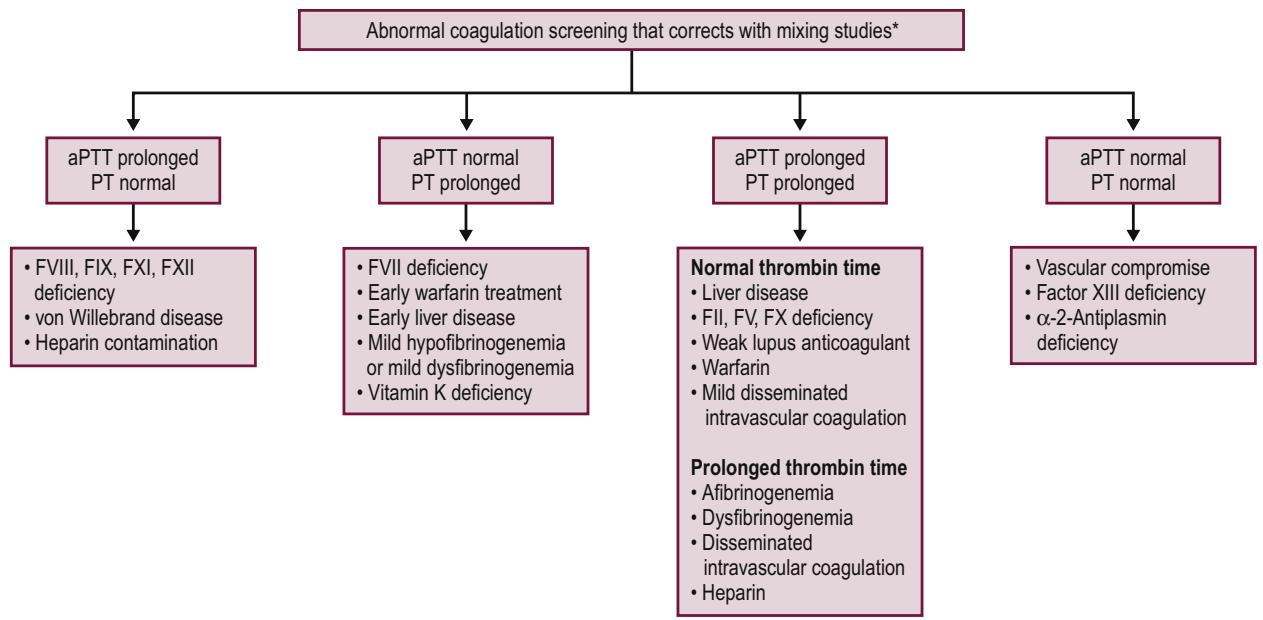 Abnormal coagulation screening that corrects with mixing studies*
aPTT prolonged
PT normal
• FVIII, FIX, FXI, FXII
deficiency
• von Willebrand disease
• Heparin contamination
aPTT normal
PT prolonged
• FVII deficiency
• Early warfarin treatment
• Early liver disease
• Mild hypofibrinogenemia
or mild dysfibrinogenemia
• Vitamin K deficiency
aPTT prolonged
PT prolonged
Normal thrombin time
• Liver disease
• FII, FV, FX deficiency
• Weak lupus anticoagulant
• Warfarin
• Mild disseminated
intravascular coagulation
Prolonged thrombin time
• Afibrinogenemia
• Dysfibrinogenemia
• Disseminated
intravascular coagulation
• Heparin
aPTT normal
PT normal
• Vascular compromise
• Factor XIII deficiency
• α-2-Antiplasmin
deficiency